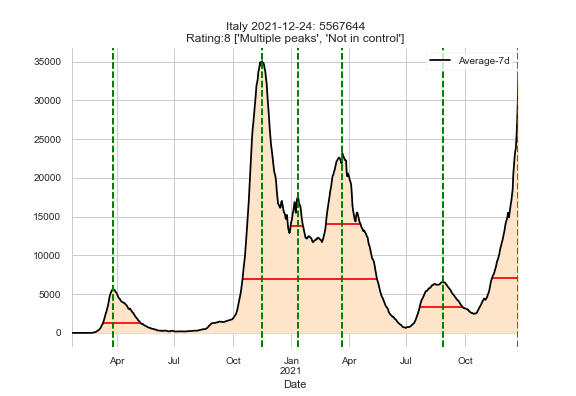 Italy 2021-12-24: 5567644
Rating:8 ['Multiple peaks', 'Not in control']
Average-7d
35000
30000
25000
20000
15000
10000
5000
0
Apr
Jul
Oct
Jan
2021
Apr
Jul
Oct
Date